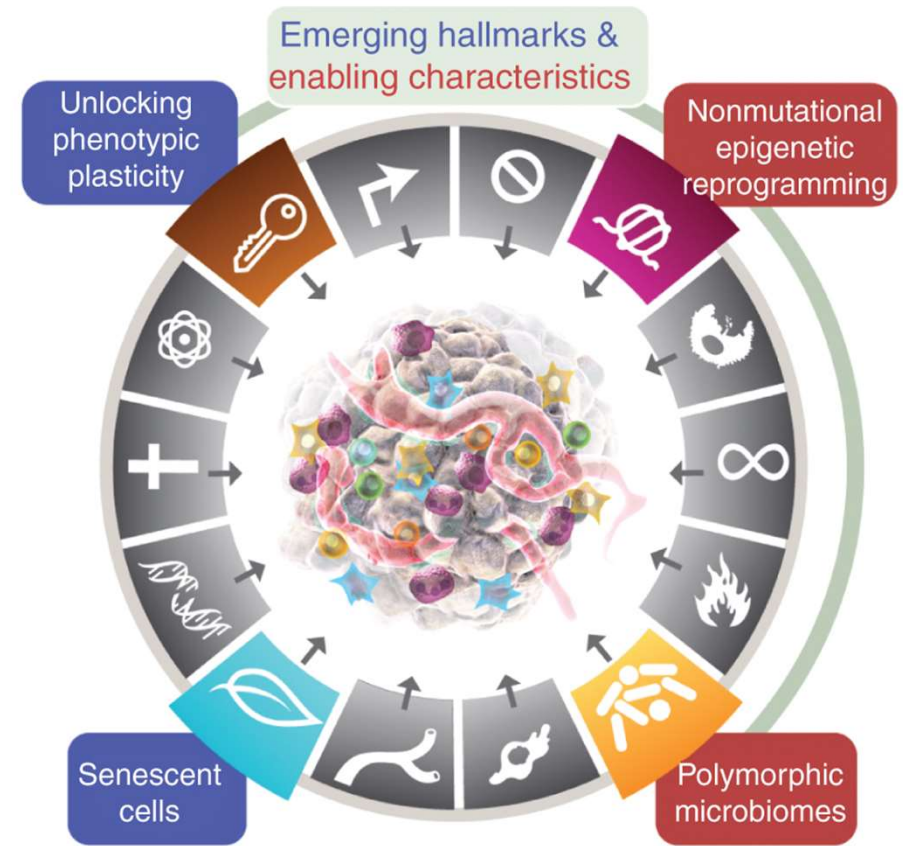 Emerging hallmarks &
enabling characteristics
Unlocking
phenotypic
plasticity
Nonmutational
epigenetic
reprogramming
Senescent
cells
Polymorphic
microbiomes